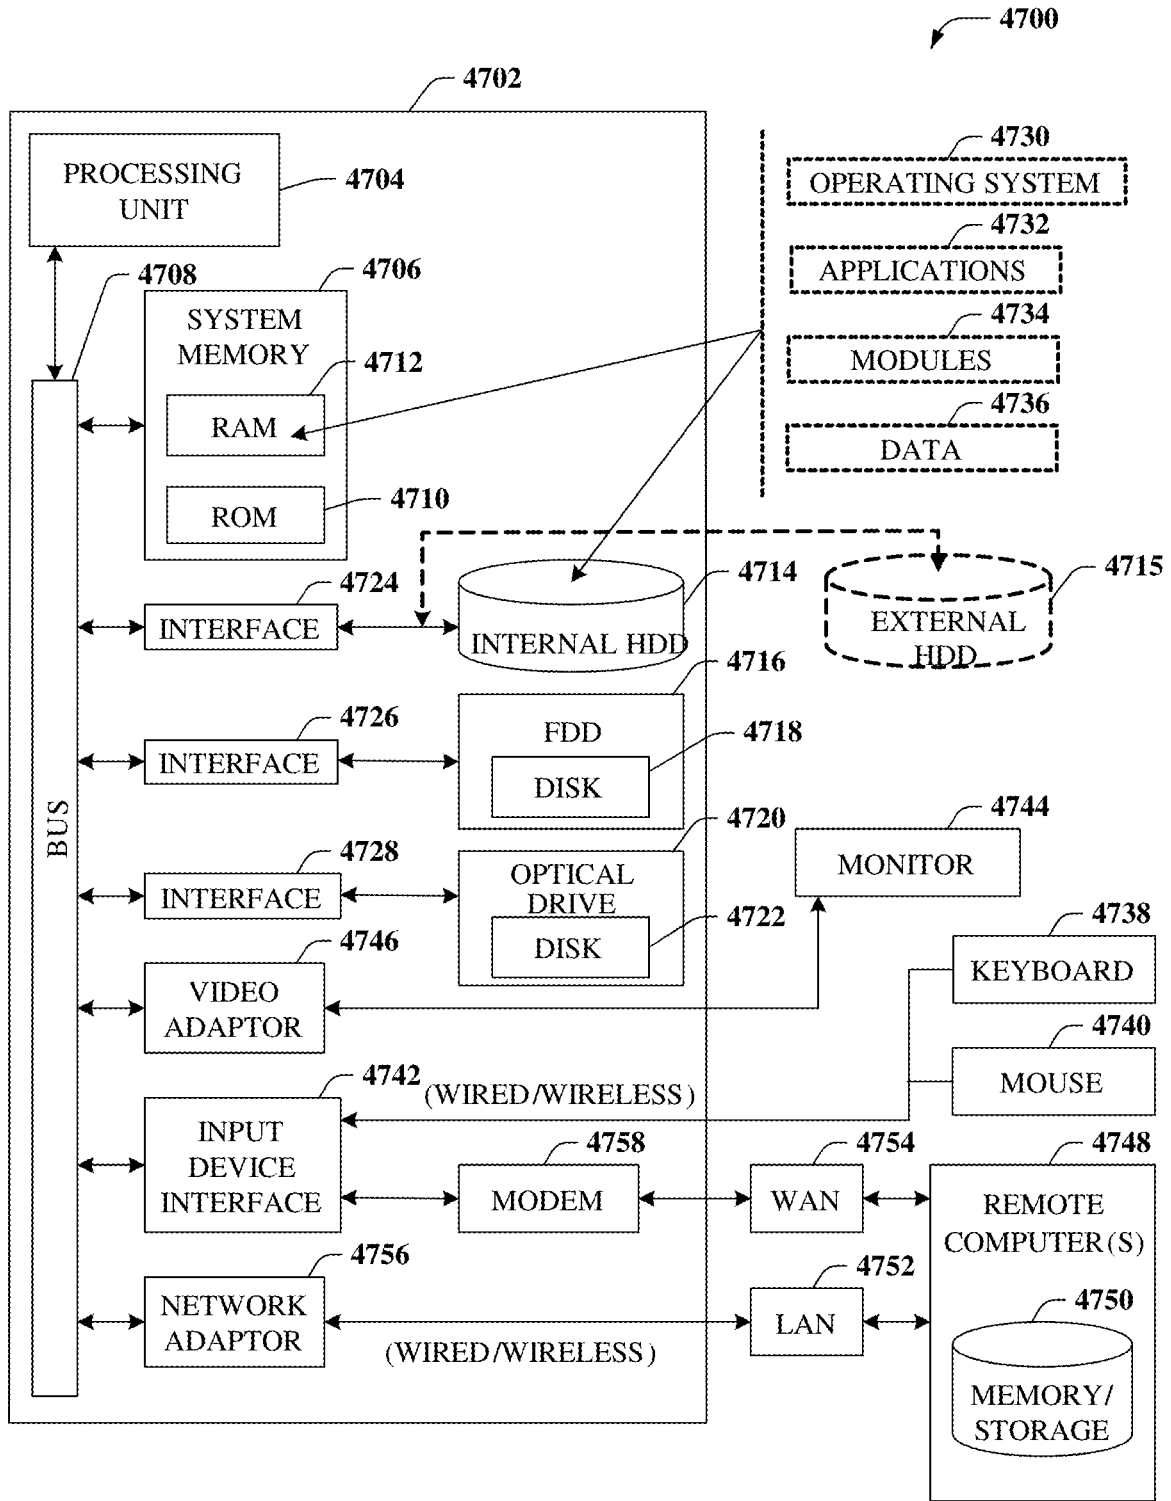 4700
4702
PROCESSING
UNIT
4704
4730
OPERATING SYSTEM
4732
APPLICATIONS
4734
MODULES
4736
DATA
4708
4706
SYSTEM
MEMORY
4712
RAM
4710
ROM
4724
INTERFACE
4714
INTERNAL HDD
4715
EXTERNAL
HDD
4716
FDD
4726
INTERFACE
4718
DISK
BUS
4720
OPTICAL
DRIVE
4728
INTERFACE
4722
DISK
4744
MONITOR
4746
VIDEO
ADAPTOR
4738
KEYBOARD
4740
MOUSE
4742
(WIRED/WIRELESS)
INPUT
DEVICE
INTERFACE
4758
MODEM
4754
WAN
4748
REMOTE
COMPUTER(S)
4756
NETWORK
ADAPTOR
(WIRED/WIRELESS)
4752
LAN
4750
MEMORY/
STORAGE